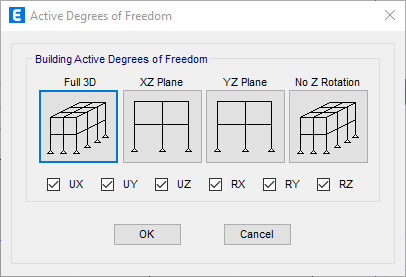 E Active Degrees of Freedom
Building Active Degrees of Freedom
Full 3D XZ Plane YZ Plane No Z Rotation
UX UY UZ RX RY RZ
OK Cancel